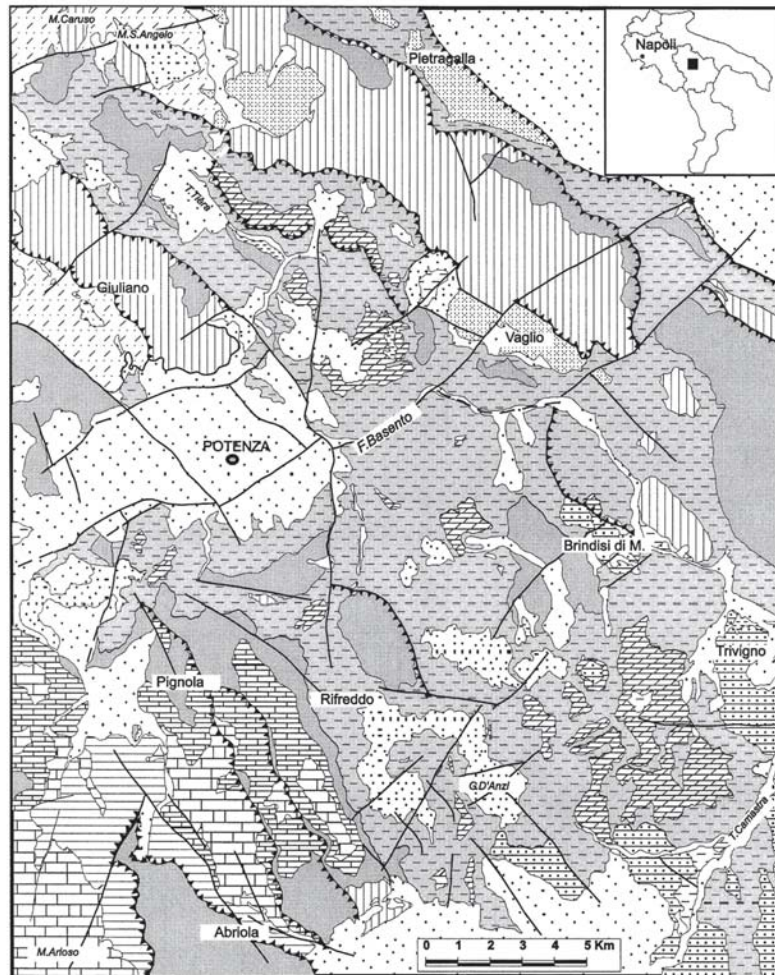 M.Caruso
M.S.Angelo
Napoli
Pietragalla
T.Tiera
Giuliano
Vaglio
F.Basento
POTENZA
Brindisi di M.
Trivigno
Pignola
Rifreddo
G.D'Anzi
T.Camastra
Abriola
M.Arioso
0 1 2 3 4 5 Km